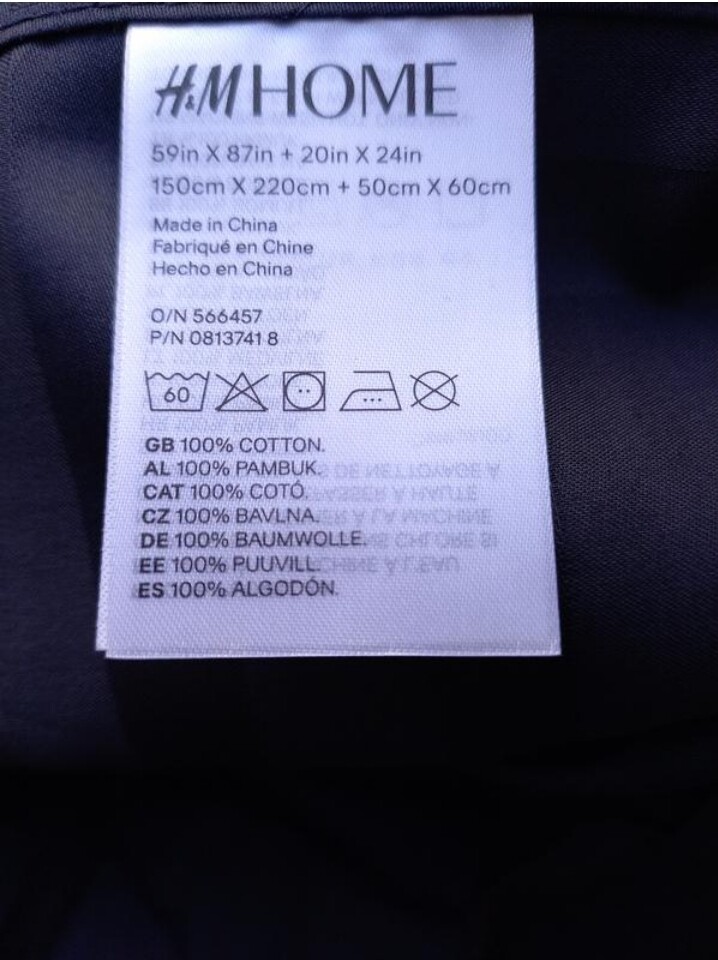 H&M HOME
59in X 87in + 20in X 24in
150cm X 220cm + 50cm X 60cm
Made in China
Fabriqué en Chine
Hecho en China
O/N 566457
P/N 0813741 8
60
GB 100% COTTON.
AL 100% PAMBUK.
CAT 100% COTÓ.
CZ 100% BAVLNA.
DE 100% BAUMWOLLE.
EE 100% PUUVILL.
ES 100% ALGODÓN.